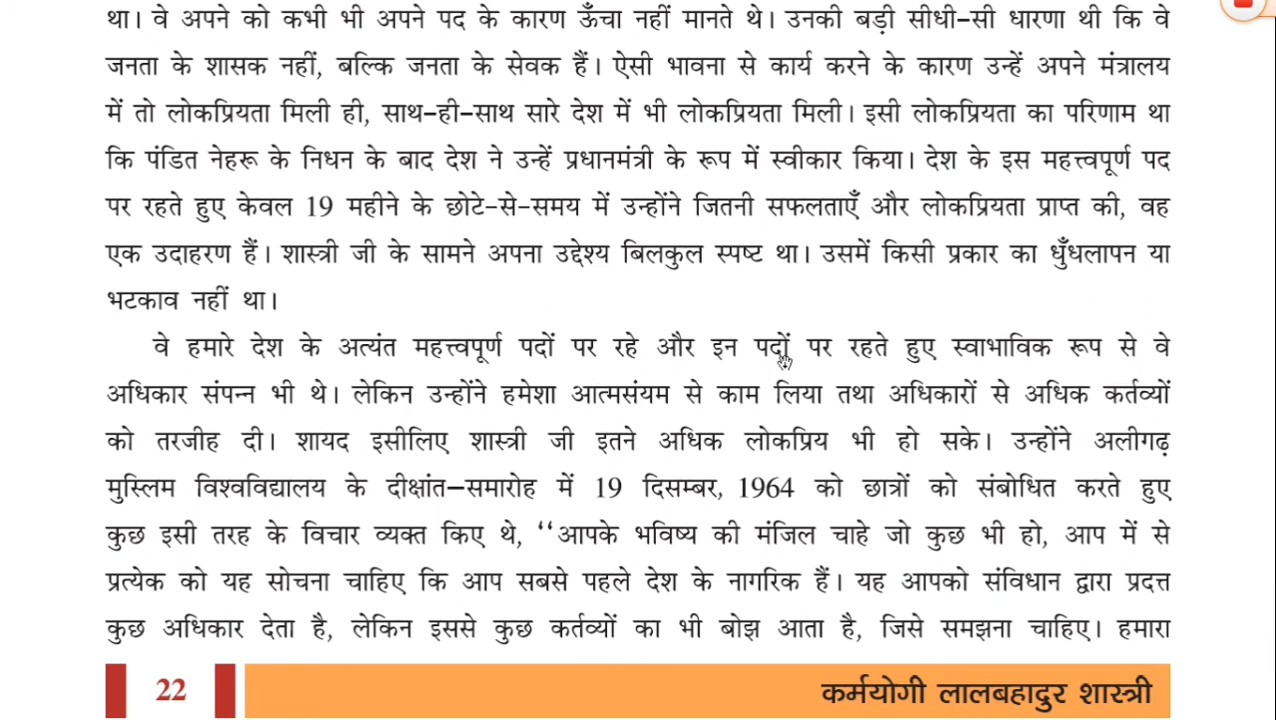 था। वे अपने को कभी भी अपने पद के कारण ऊँचा नहीं मानते थे। उनकी बड़ी सीधी-सी धारणा थी कि वे
जनता के शासक नहीं, बल्कि जनता के सेवक हैं। ऐसी भावना से कार्य करने के कारण उन्हें अपने मंत्रालय
में तो लोकप्रियता मिली ही, साथ-ही-साथ सारे देश में भी लोकप्रियता मिली। इसी लोकप्रियता का परिणाम था
कि पंडित नेहरू के निधन के बाद देश ने उन्हें प्रधानमंत्री के रूप में स्वीकार किया। देश के इस महत्त्वपूर्ण पद
पर रहते हुए केवल 19 महीने के छोटे-से-समय में उन्होंने जितनी सफलताएँ और लोकप्रियता प्राप्त की, वह
एक उदाहरण हैं। शास्त्री जी के सामने अपना उद्देश्य बिलकुल स्पष्ट था। उसमें किसी प्रकार का धुँधलापन या
भटकाव नहीं था।
वे हमारे देश के अत्यंत महत्त्वपूर्ण पदों पर रहे और इन पदों पर रहते हुए स्वाभाविक रूप से वे
अधिकार संपन्न भी थे। लेकिन उन्होंने हमेशा आत्मसंयम से काम लिया तथा अधिकारों से अधिक कर्तव्यों
को तरजीह दी। शायद इसीलिए शास्त्री जी इतने अधिक लोकप्रिय भी हो सके। उन्होंने अलीगढ़
मुस्लिम विश्वविद्यालय के दीक्षांत-समारोह में 19 दिसम्बर, 1964 को छात्रों को संबोधित करते हुए
कुछ इसी तरह के विचार व्यक्त किए थे, “आपके भविष्य की मंजिल चाहे जो कुछ भी हो, आप में से
प्रत्येक को यह सोचना चाहिए कि आप सबसे पहले देश के नागरिक हैं। यह आपको संविधान द्वारा प्रदत्त
कुछ अधिकार देता है, लेकिन इससे कुछ कर्तव्यों का भी बोझ आता है, जिसे समझना चाहिए। हमारा
22 कर्मयोगी लालबहादुर शास्त्री